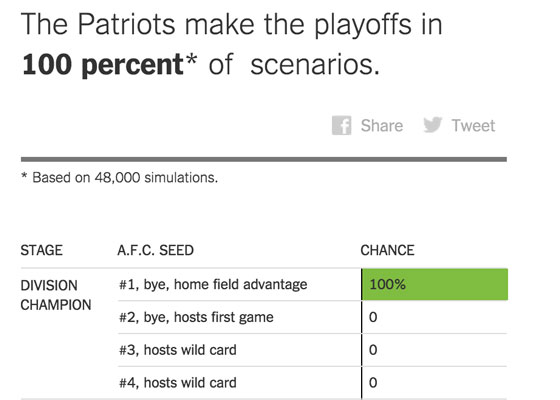 The Patriots make the playoffs in
100 percent* of scenarios.
Share Tweet
* Based on 48,000 simulations.
STAGE A.F.C. SEED CHANCE
DIVISION CHAMPION #1, bye, home field advantage 100%
#2, bye, hosts first game 0
#3, hosts wild card 0
#4, hosts wild card 0